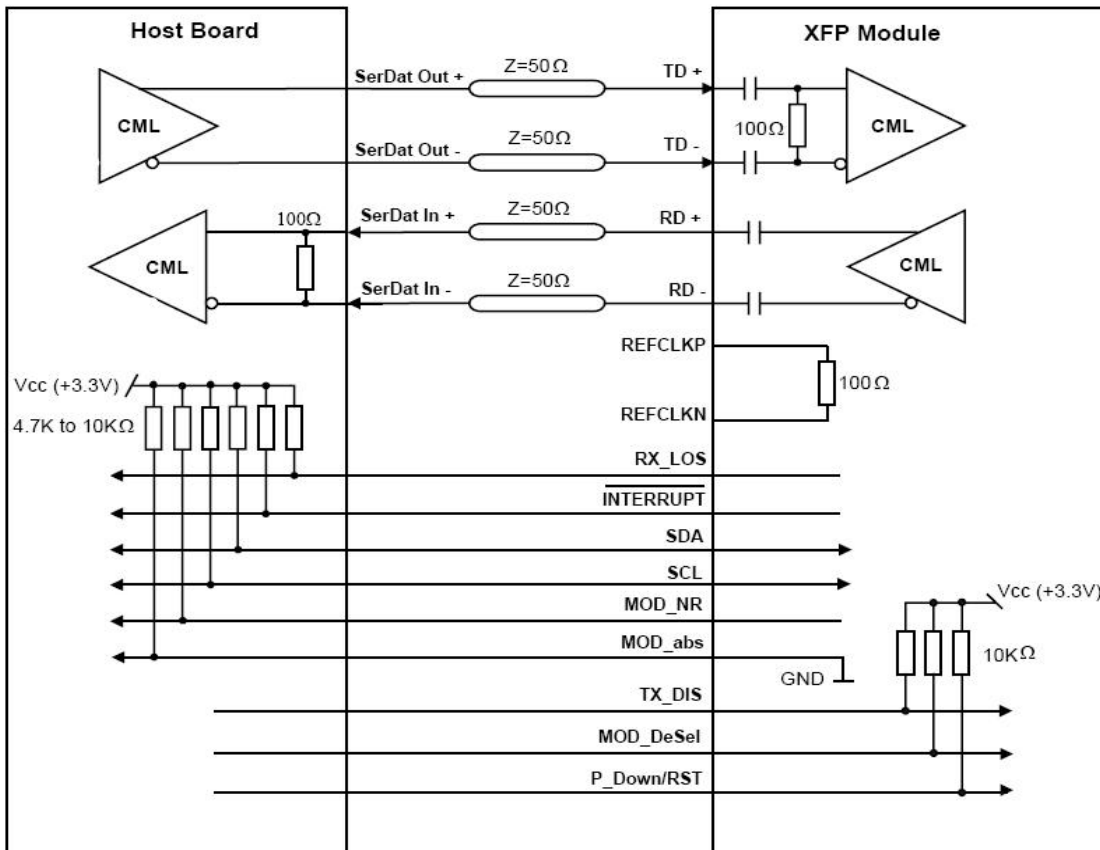 Host Board
XFP Module
SerDat Out +
Z=50Ω
TD +
CML
100Ω
CML
SerDat Out -
Z=50Ω
TD -
100Ω
SerDat In +
Z=50Ω
RD +
CML
CML
SerDat In -
Z=50Ω
RD -
REFCLKP
Vcc (+3.3V)
100Ω
4.7K to 10KΩ
REFCLKN
RX_LOS
INTERRUPT
SDA
SCL
Vcc (+3.3V)
MOD_NR
MOD_abs
10KΩ
GND
TX_DIS
MOD_DeSel
P_Down/RST